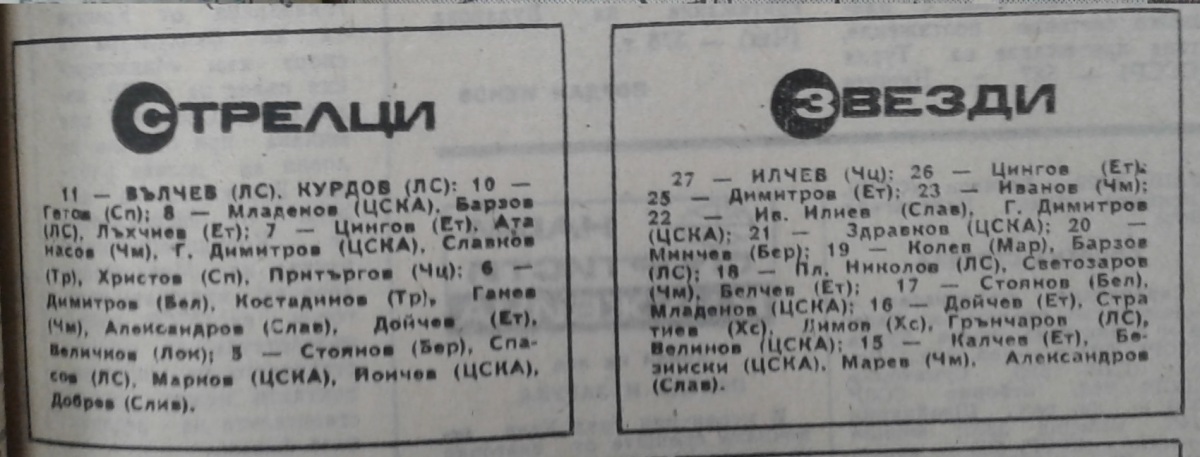 СТРЕЛЦИ
11 — ВЪЛЧЕВ (ЛС), КУРДОВ (ЛС): 10 —
Гетов (Сп); 8 — Младенов (ЦСКА), Барзов
(ЛС), Лъхчиев (Ет); 7 — Цингов (Ет), Ата
насов (Чм), Г. Димитров (ЦСКА), Славков
(Тр), Христов (Сп), Притъргов (Чц); 6 —
Димитров (Бел), Костадинов (Тр), Ганев
(Чм), Александров (Слав), Дойчев (Ет),
Величков (Лок); 5 — Стоянов (Бер), Спа-
сов (ЛС), Марков (ЦСКА), Йончев (ЦСКА),
Добрев (Слив).
ЗВЕЗДИ
27 — ИЛЧЕВ (Чц); 26 — Цингов (Ет);
25 — Димитров (Ет); 23 — Иванов (Чм);
22 — Ив. Илиев (Слав), Г. Димитров
(ЦСКА); 21 — Здравков (ЦСКА); 20 —
Минчев (Бер); 19 — Колев (Мар), Барзов
(ЛС); 18 — Пл. Николов (ЛС), Светозаров
(Чм), Белчев (Ет); 17 — Стоянов (Бел),
Младенов (ЦСКА); 16 — Дойчев (Ет), Стра
тиев (Хс), Димов (Хс), Грънчаров (ЛС),
Велинов (ЦСКА); 15 — Калчев (Ет), Бе-
зински (ЦСКА), Марев (Чм), Александров
(Слав).